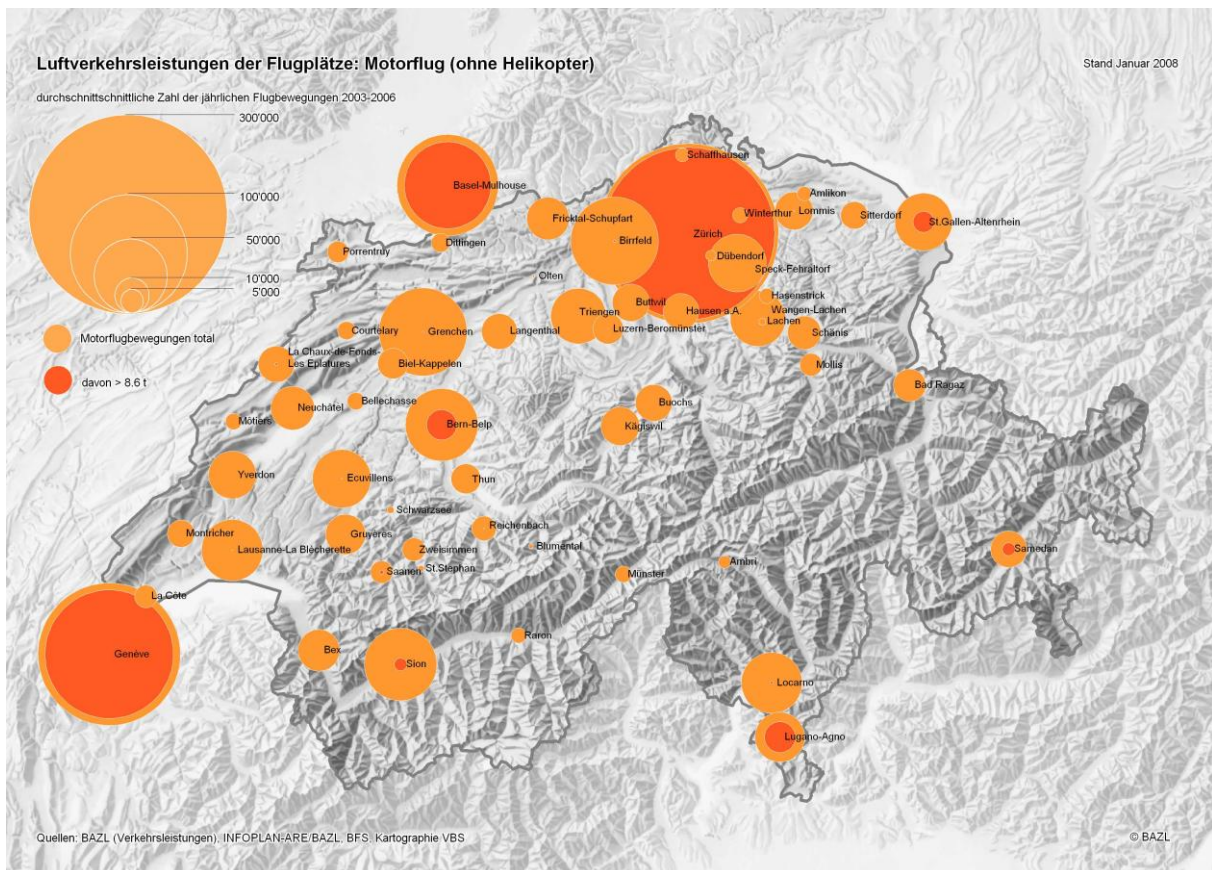 Luftverkehrsleistungen der Flugplätze: Motorflug (ohne Helikopter)
Stand Januar 2008
durchschnittschnittliche Zahl der jährlichen Flugbewegungen 2003-2006
300'000
100'000
50'000
10'000
5'000
Motorflugbewegungen total
davon > 8.6 t
Schaffhausen
Basel-Mulhouse
Amlikon
Lommis
Winterthur
Sitterdorf
St.Gallen-Altenrhein
Fricktal-Schupfart
Zürich
Birrfeld
Dittingen
Porrentruy
Dübendorf
Speck-Fehraltorf
Olten
Hasenstrick
Buttwil
Hausen a.A.
Wangen-Lachen
Lachen
Triengen
Luzern-Beromünster
Schänis
Courtelary
Grenchen
Langenthal
La Chaux-de-Fonds-
Les Eplatures
Biel-Kappelen
Mollis
Bad Ragaz
Bellechasse
Neuchâtel
Buochs
Môtiers
Bern-Belp
Kägiswil
Yverdon
Ecuvillens
Thun
Schwarzsee
Montricher
Gruyères
Reichenbach
Lausanne-La Blécherette
Zweisimmen
Blumental
Samedan
St.Stephan
Saanen
Münster
Ambri
La Côte
Raron
Bex
Genève
Sion
Locarno
Lugano-Agno
Quellen: BAZL (Verkehrsleistungen), INFOPLAN-ARE/BAZL, BFS, Kartographie VBS
© BAZL